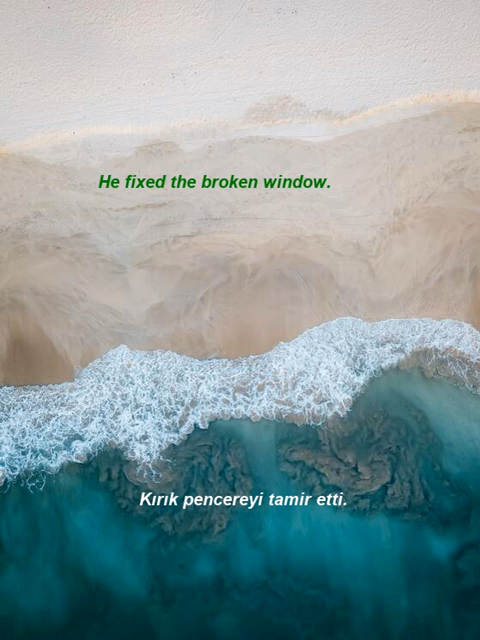 He fixed the broken window.
Kırık pencereyi tamir etti.